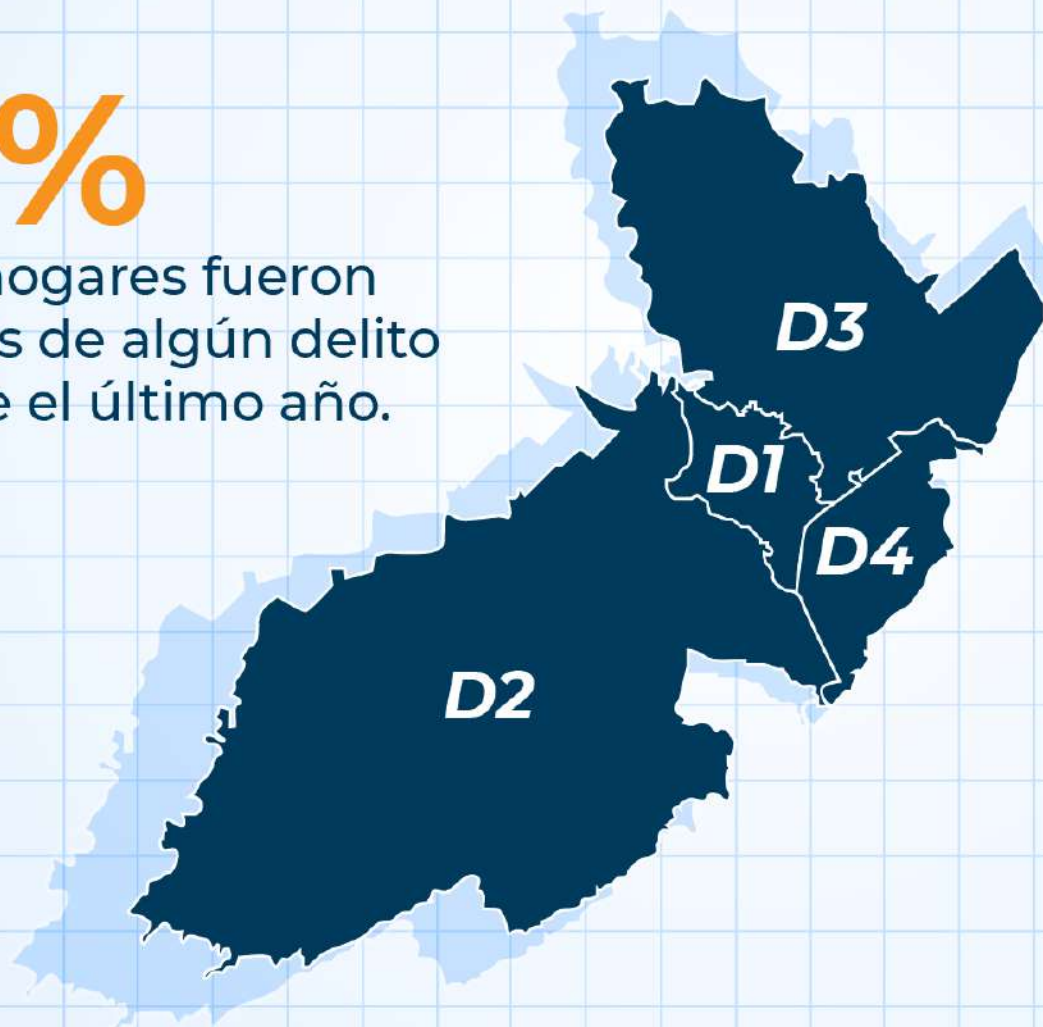 %
hogares fueron
s de algún delito
e el último año.
D3
D1
D4
D2